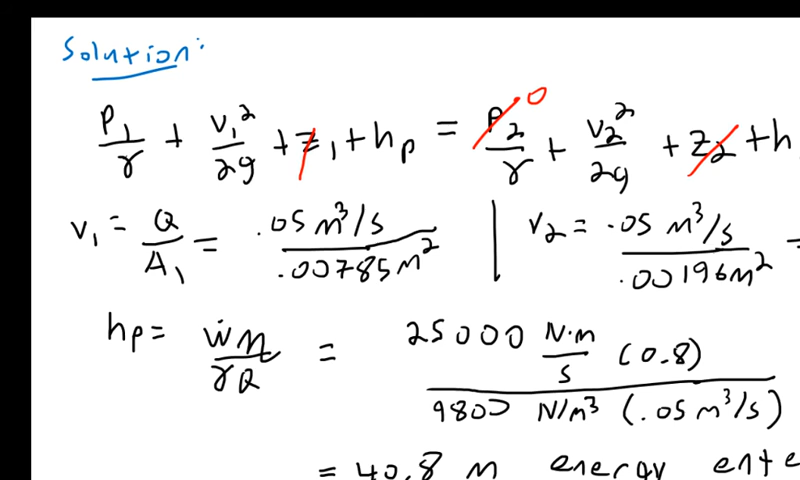 Solution:
P₁/γ + v₁²/2g + z₁ + hp = P₂/γ 0 + v₂²/2g + z₂ + h
v₁ = Q/A₁ = .05 m³/s / .00785 m² | v₂ = .05 m³/s / .00196 m² =
hp = ẇη/γQ = 25000 N·m/s (0.8) / 9800 N/m³ (.05 m³/s)
= 40.8 m energy ente